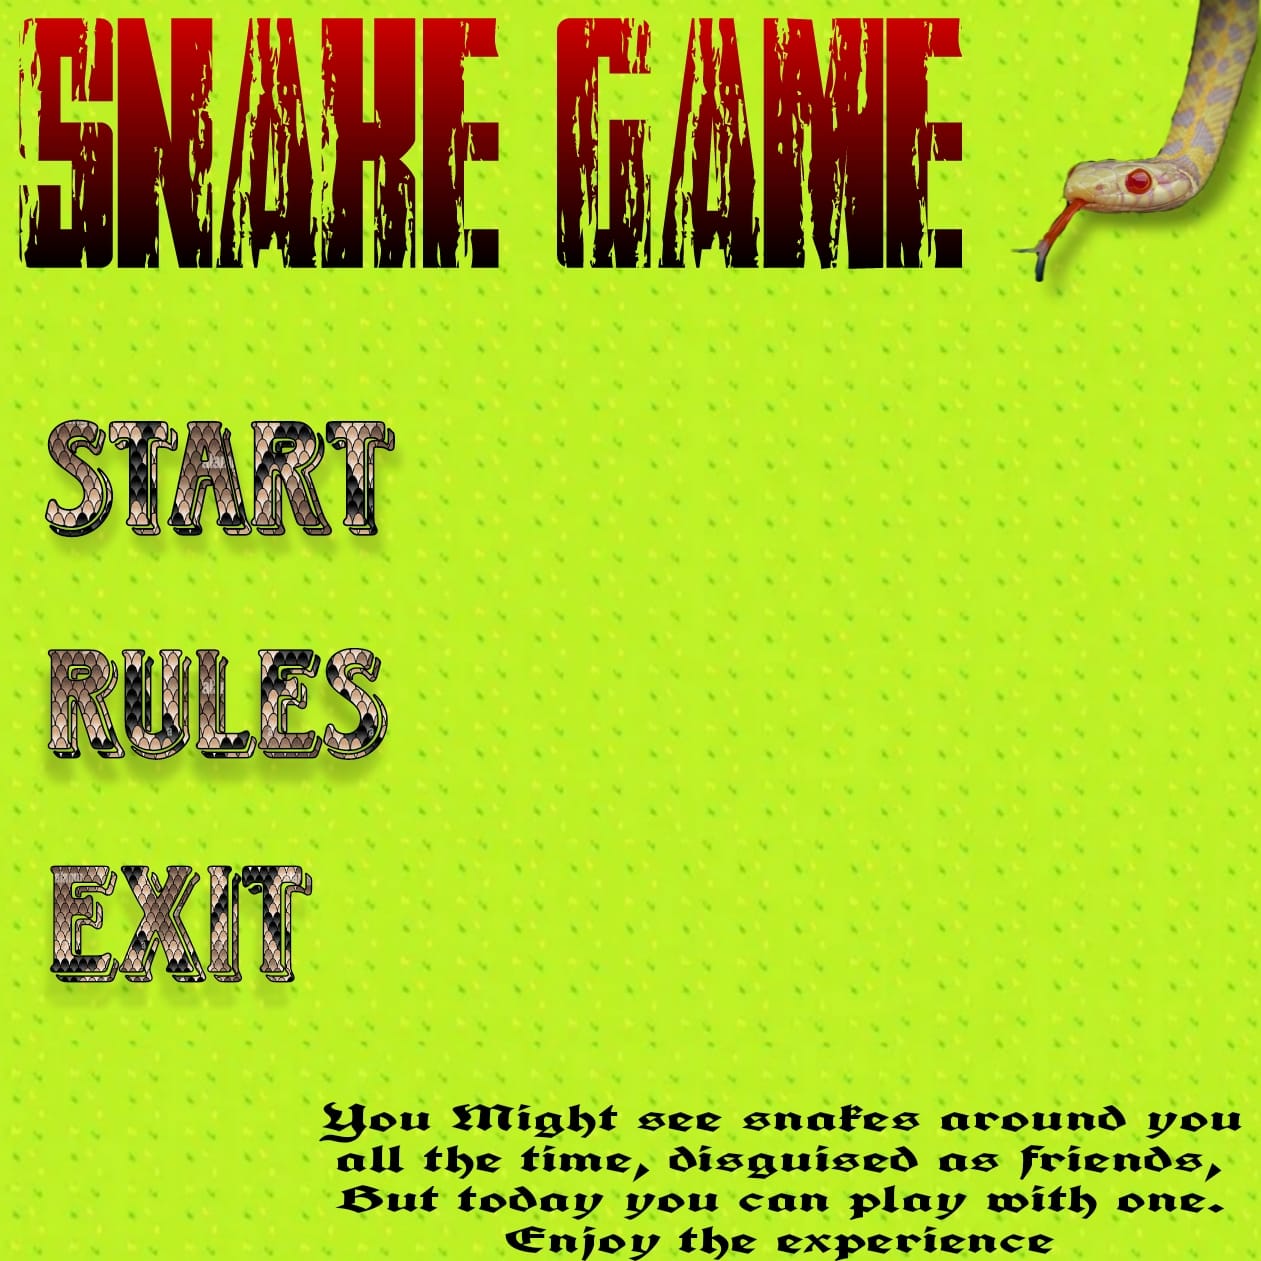 SNAKE GAME
START
RULES
EXIT
You Might see snakes around you
all the time, disguised as friends,
But today you can play with one.
Enjoy the experience